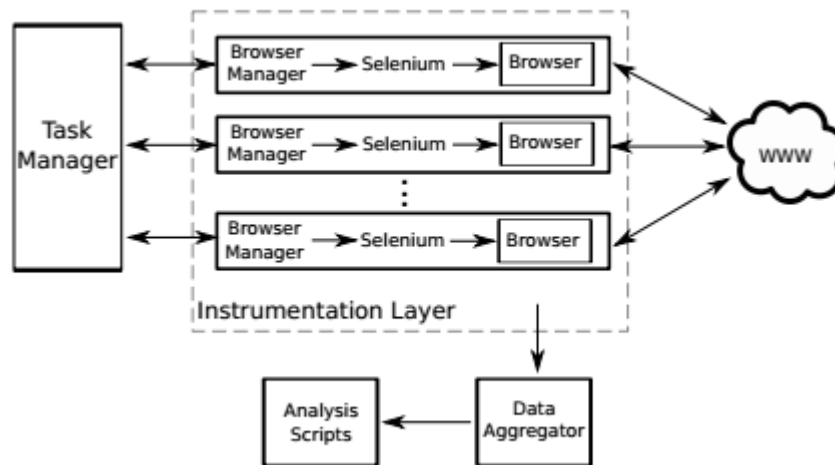 Browser
Manager
Selenium
Browser
Task
Manager
Browser
Manager
Selenium
Browser
www
Browser
Manager
Selenium
Browser
Instrumentation Layer
Analysis
Scripts
Data
Aggregator